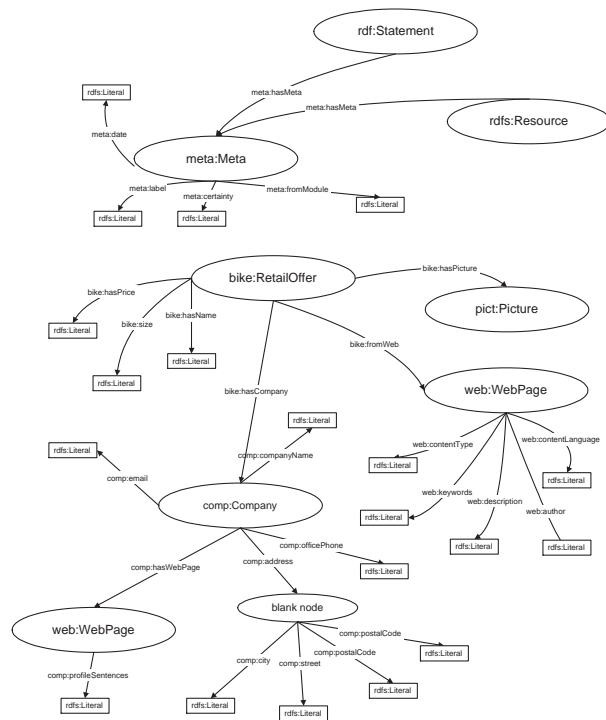 rdf:Statement
rdfs:Literal
meta:hasMeta
meta:hasMeta
rdfs:Resource
meta:date
meta:Meta
meta:label
meta:certainty
meta:fromModule
rdfs:Literal
rdfs:Literal
rdfs:Literal
bike:RetailOffer
bike:hasPicture
bike:hasPrice
pict:Picture
bike:size
bike:hasName
rdfs:Literal
rdfs:Literal
rdfs:Literal
bike:fromWeb
bike:hasCompany
web:WebPage
rdfs:Literal
web:contentType
web:contentLanguage
rdfs:Literal
comp:companyName
rdfs:Literal
comp:email
rdfs:Literal
web:keywords
web:description
comp:Company
web:author
rdfs:Literal
rdfs:Literal
rdfs:Literal
comp:officePhone
comp:hasWebPage
comp:address
rdfs:Literal
web:WebPage
blank node
comp:postalCode
comp:postalCode
rdfs:Literal
comp:city
comp:street
comp:profileSentences
rdfs:Literal
rdfs:Literal
rdfs:Literal
rdfs:Literal